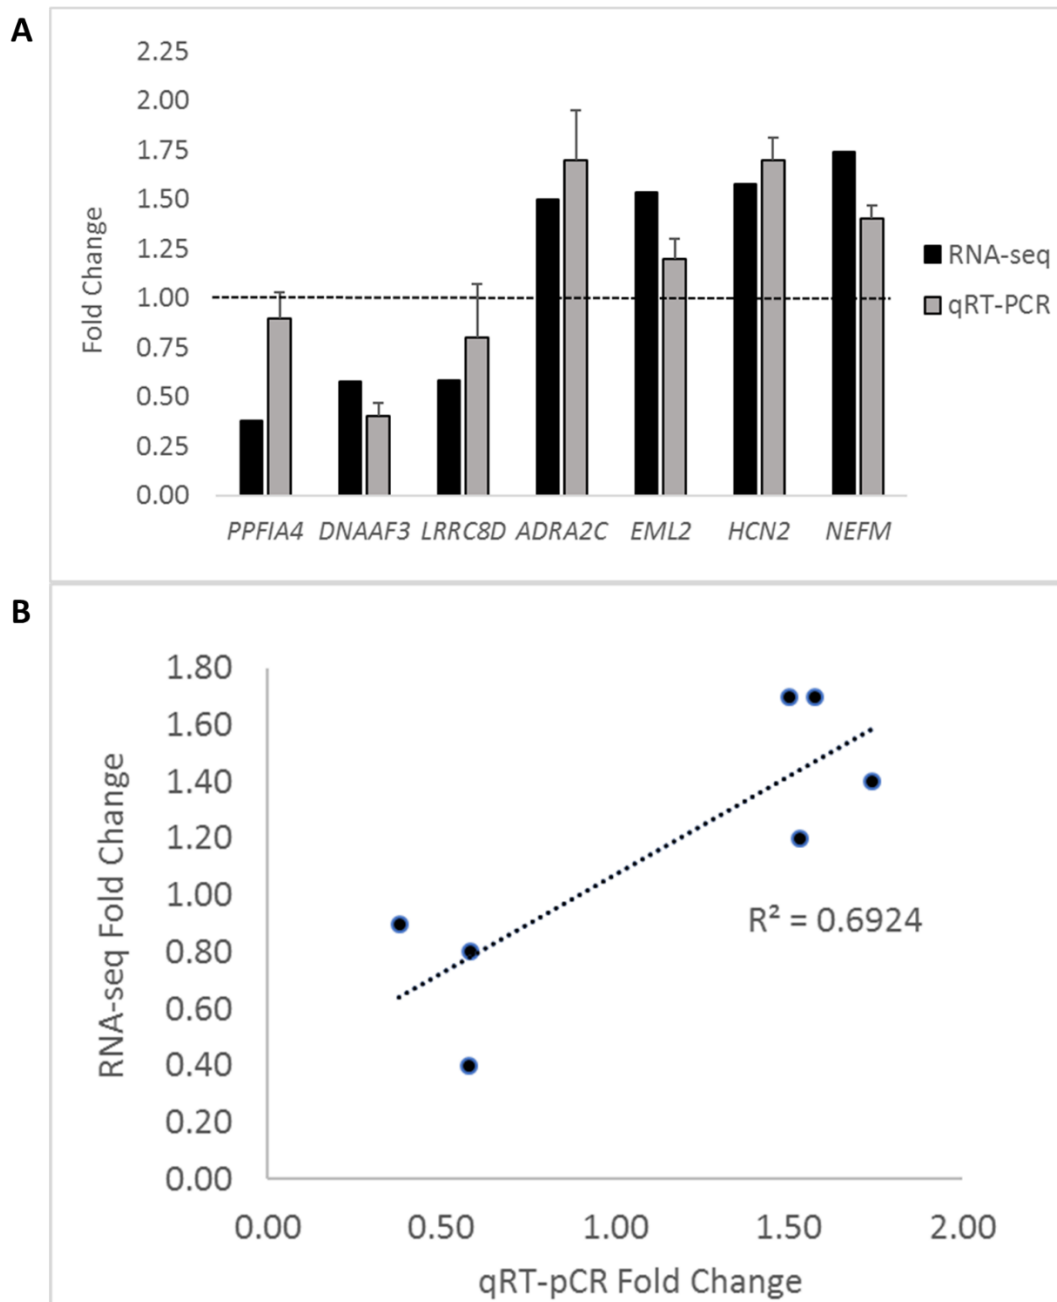 A
2.25
2.00
1.75
1.50
1.25
1.00
0.75
0.50
0.25
0.00
Fold Change
PPFIA4 DNAAF3 LRRC8D ADRA2C EML2 HCN2 NEFM
RNA-seq
qRT-PCR
B
1.80
1.60
1.40
1.20
1.00
0.80
0.60
0.40
0.20
0.00
RNA-seq Fold Change
R² = 0.6924
0.00 0.50 1.00 1.50 2.00
qRT-pCR Fold Change